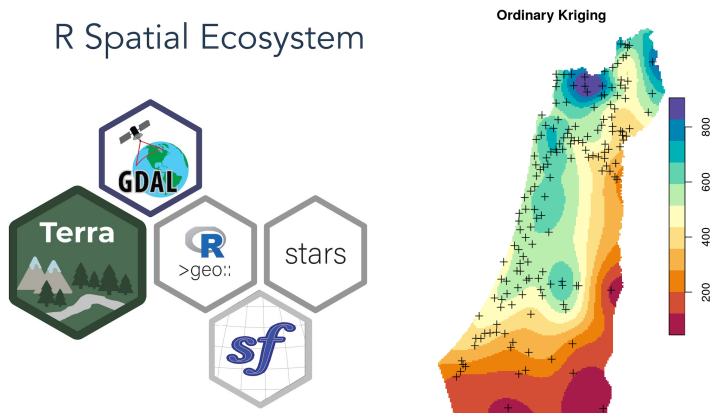 R Spatial Ecosystem
GDAL
Terra
R
>geo::
stars
sf
Ordinary Kriging
800
600
400
200